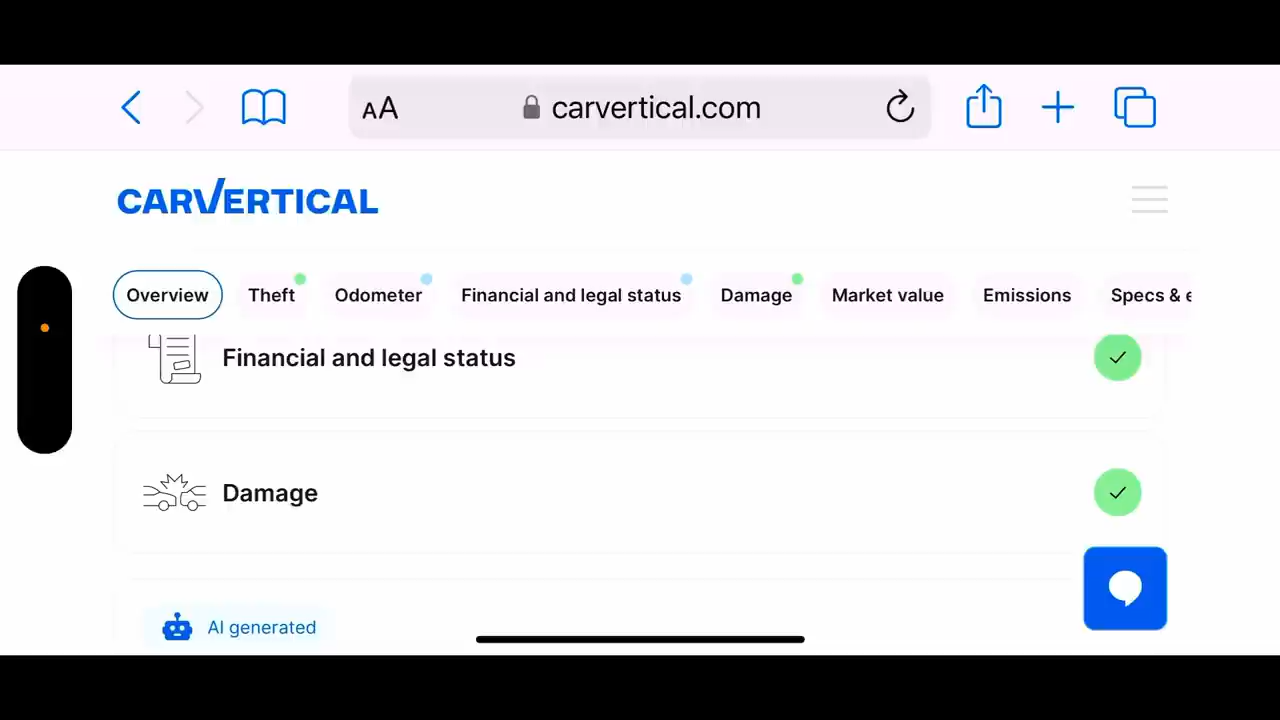 AA carvertical.com
CARVERTICAL
Overview Theft Odometer Financial and legal status Damage Market value Emissions Specs & e
Financial and legal status
Damage
AI generated